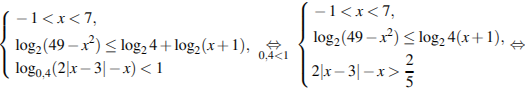 { −1 < x < 7,
log₂(49 − x²) ≤ log₂ 4 + log₂(x + 1),
log₀,₄(2|x − 3| − x) < 1
⇔
0,4<1
{ −1 < x < 7,
log₂(49 − x²) ≤ log₂ 4(x + 1),
2|x − 3| − x > 2/5
⇔